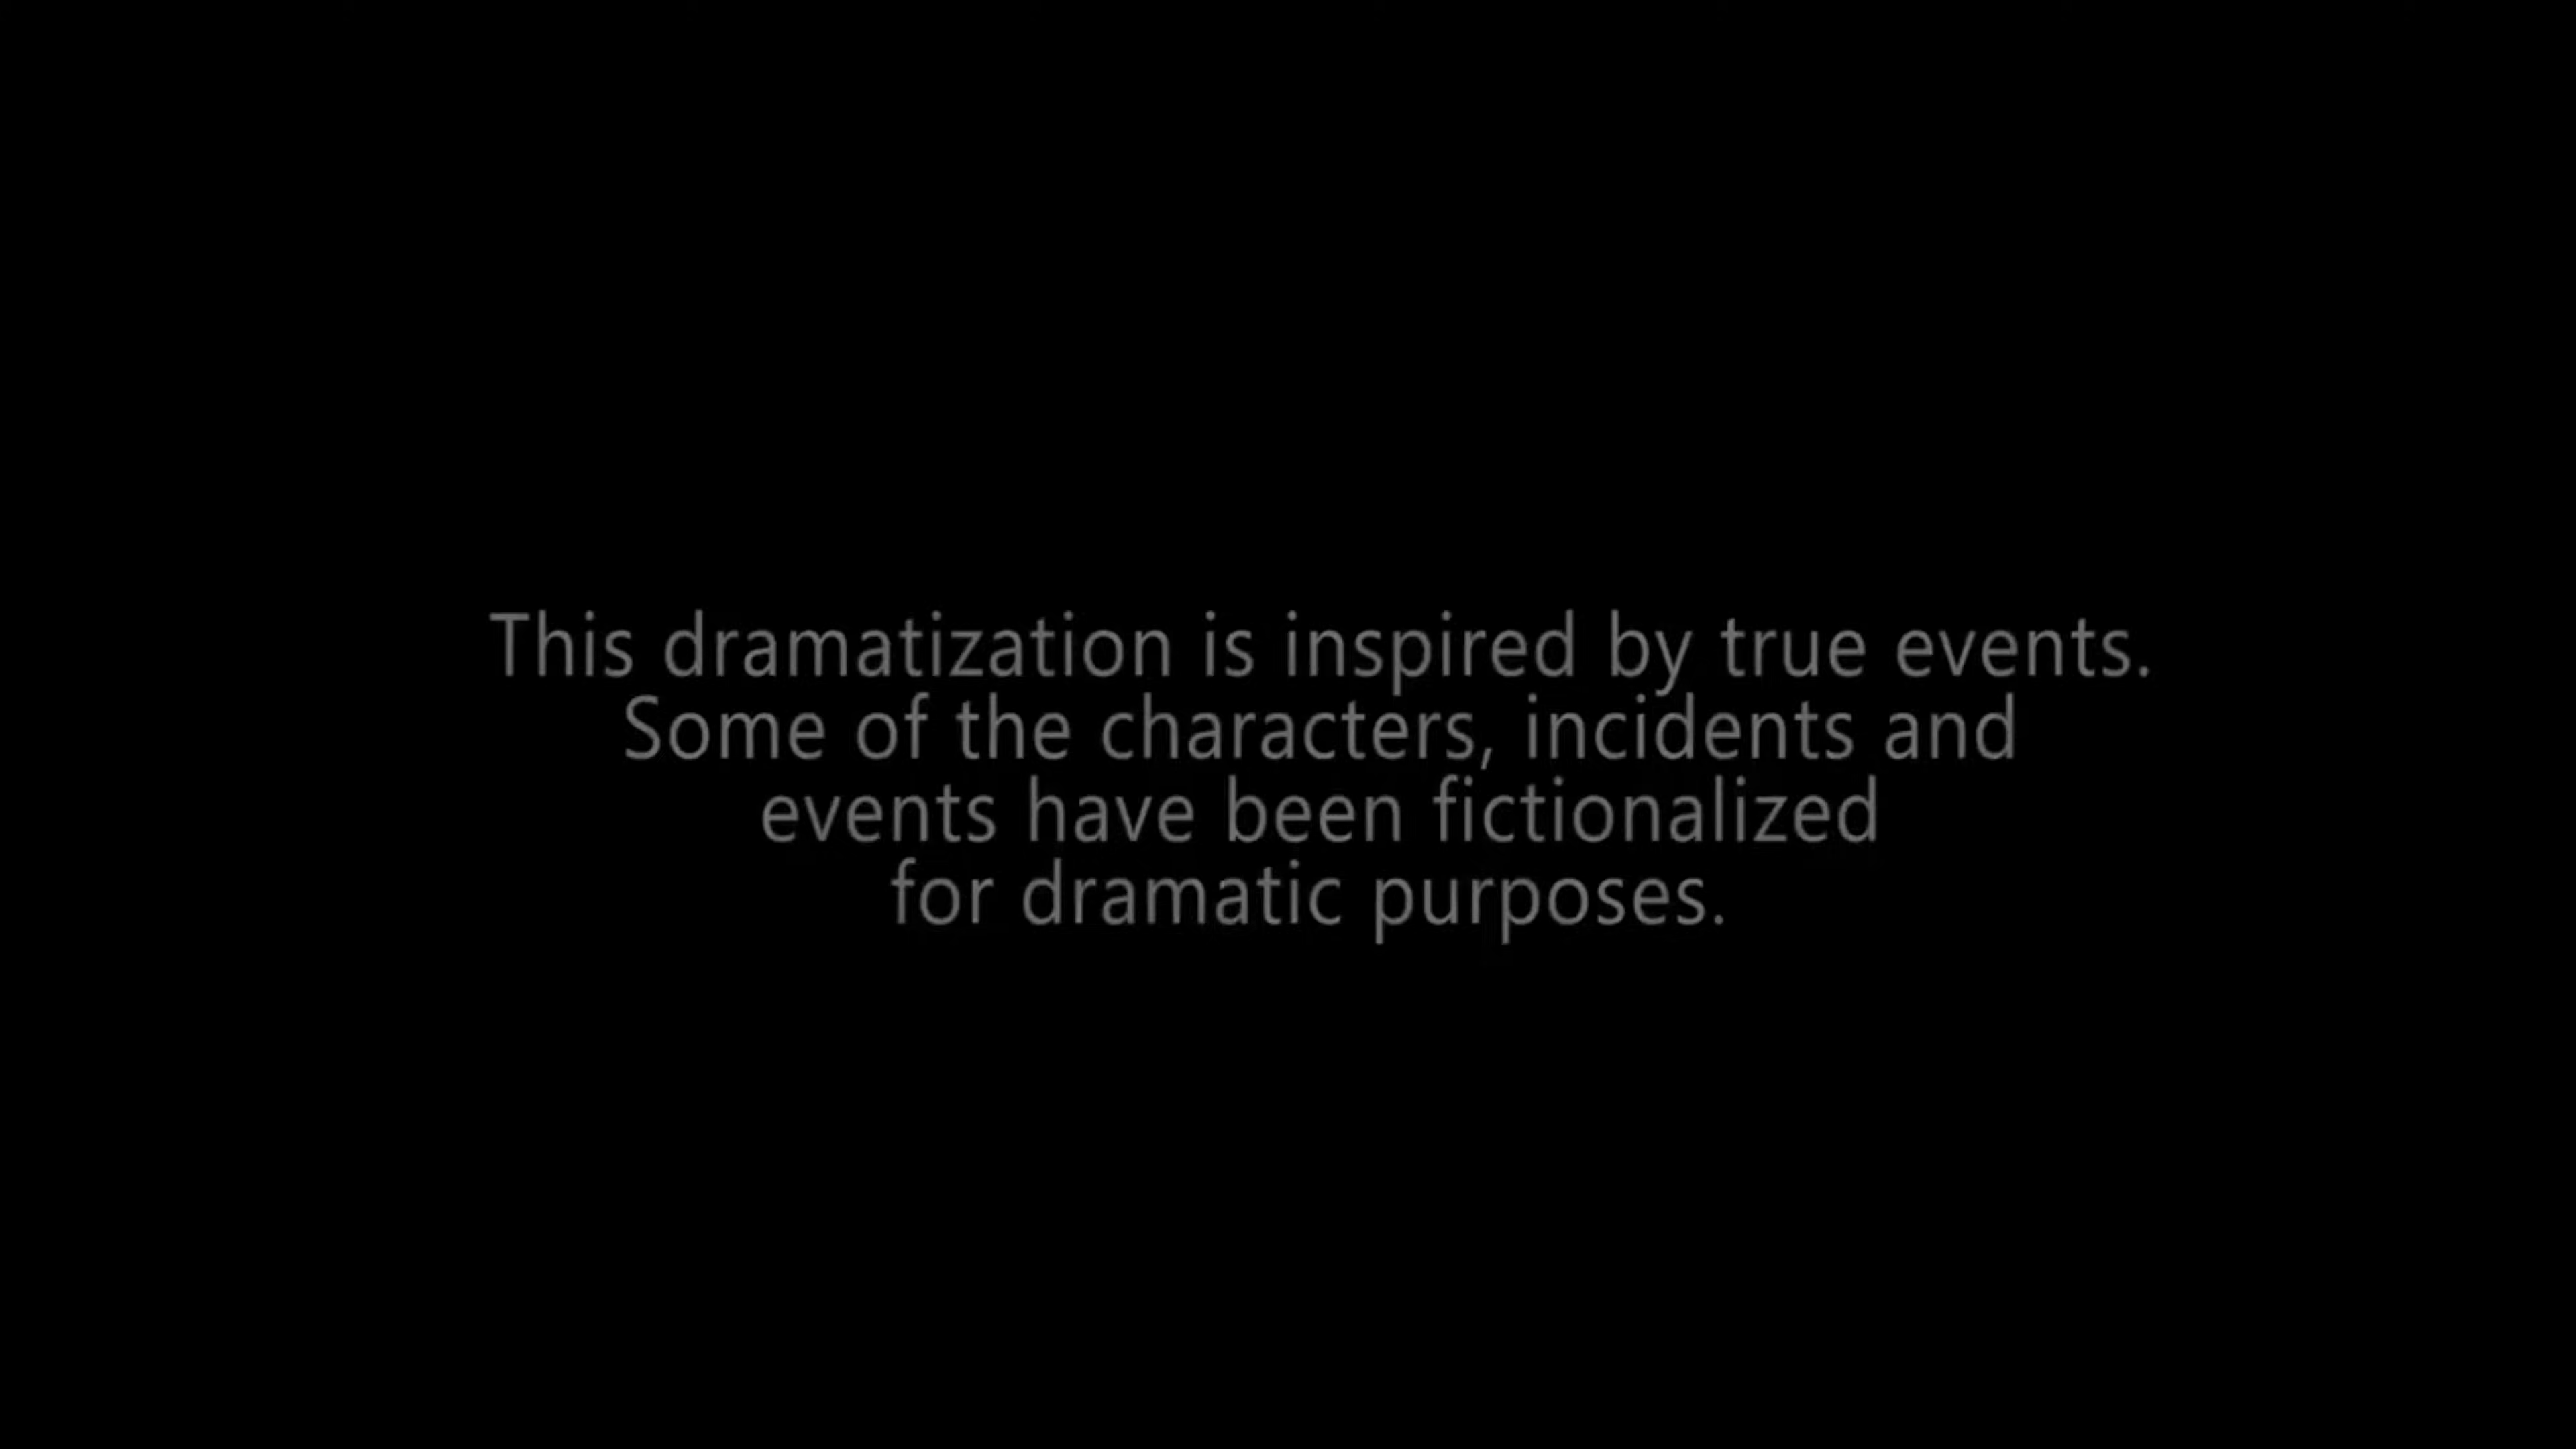 This dramatization is inspired by true events.
Some of the characters, incidents and
events have been fictionalized
for dramatic purposes.